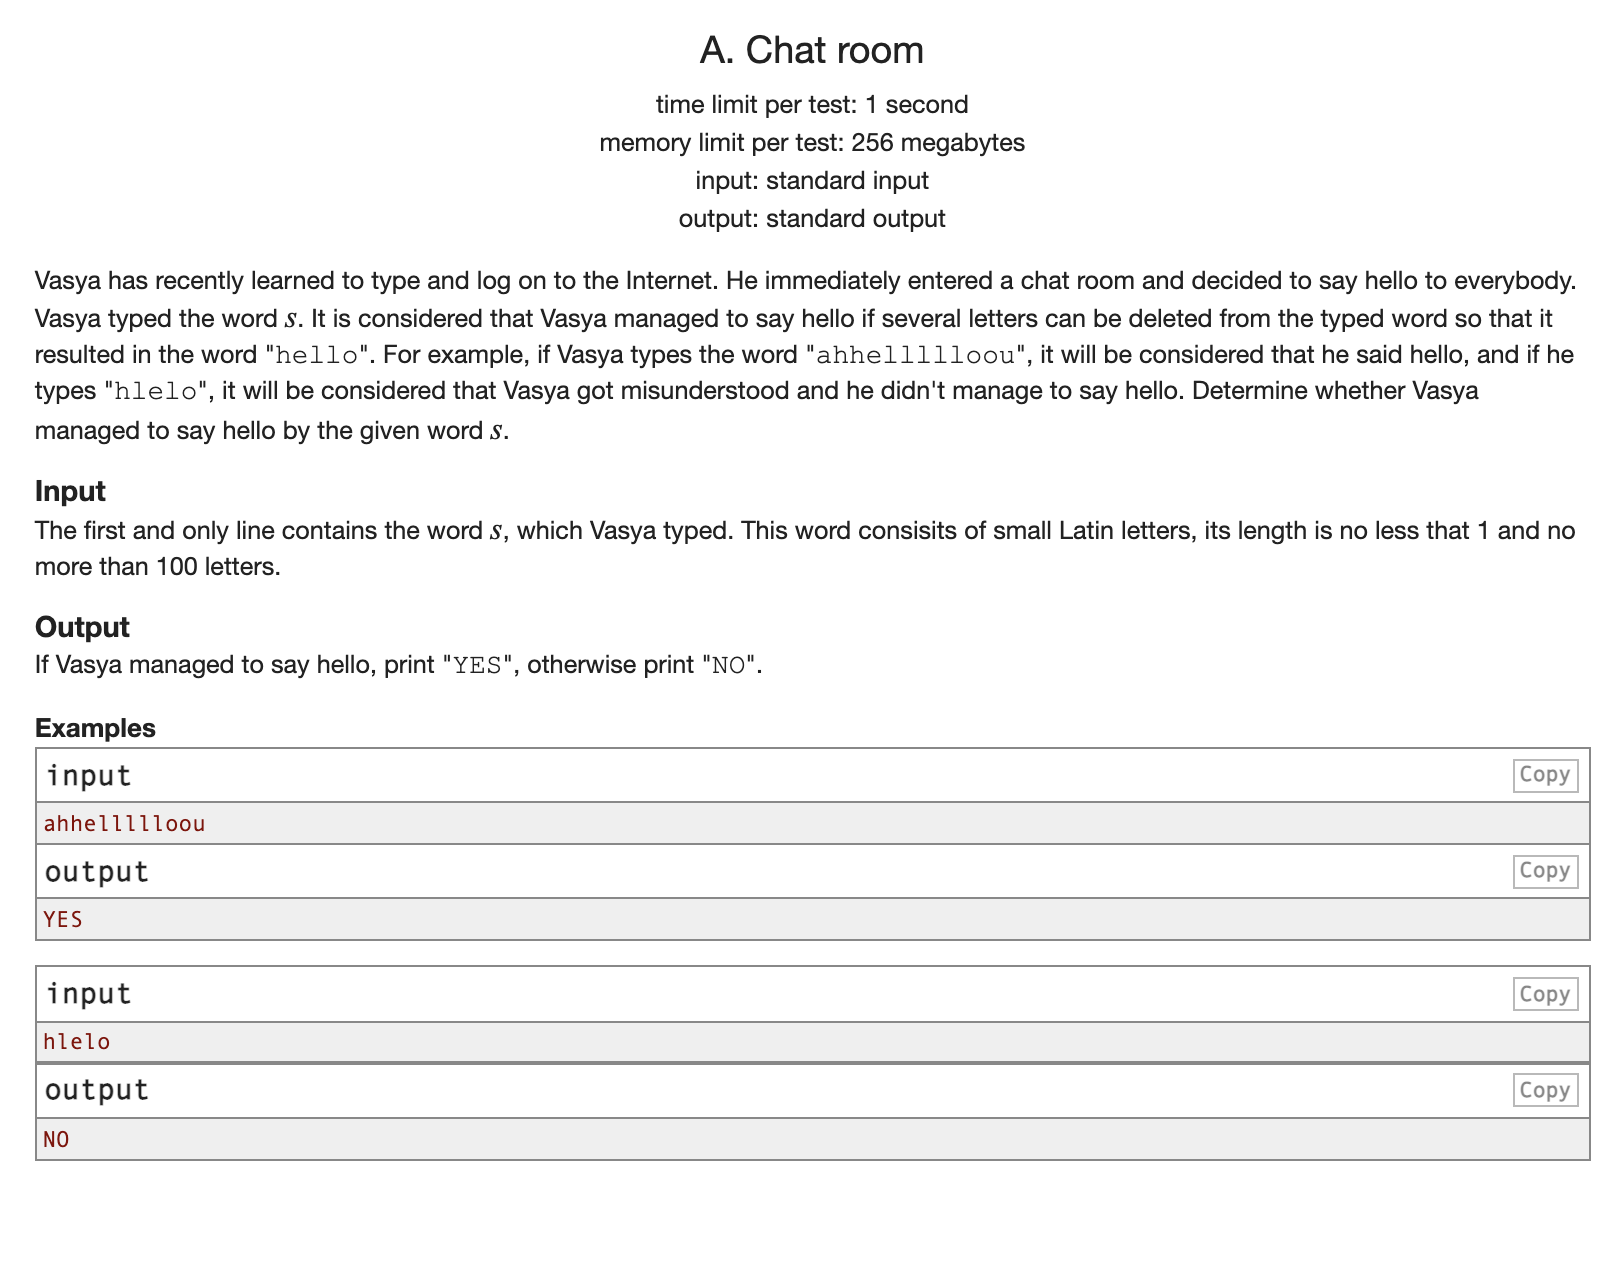 A. Chat room
time limit per test: 1 second
memory limit per test: 256 megabytes
input: standard input
output: standard output
Vasya has recently learned to type and log on to the Internet. He immediately entered a chat room and decided to say hello to everybody.
Vasya typed the word s. It is considered that Vasya managed to say hello if several letters can be deleted from the typed word so that it
resulted in the word "hello". For example, if Vasya types the word "ahhellllloou", it will be considered that he said hello, and if he
types "hlelo", it will be considered that Vasya got misunderstood and he didn't manage to say hello. Determine whether Vasya
managed to say hello by the given word s.
Input
The first and only line contains the word s, which Vasya typed. This word consisits of small Latin letters, its length is no less that 1 and no
more than 100 letters.
Output
If Vasya managed to say hello, print "YES", otherwise print "NO".
Examples
input
Copy
ahhellllloou
output
Copy
YES
input
Copy
hlelo
output
Copy
NO